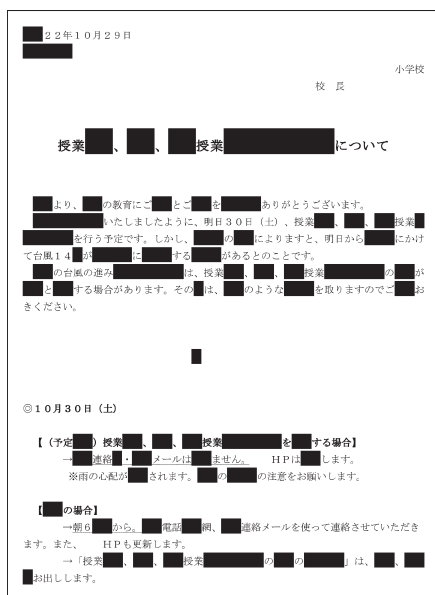 22年10月29日
小学校
校 長
授業 、 、 授業 について
より、 の教育にご とご を ありがとうございます。
いたしましたように、明日30日（土）、授業 、 、 授業
を行う予定です。しかし、 の によりますと、明日から にかけ
て台風14 が に する があるとのことです。
の台風の進み は、授業 、 、 授業 の が
と する場合があります。その は、 のような を取りますのでご お
きください。
◎10月30日（土）
【（予定 ）授業 、 、 授業 を する場合】
→ 連絡 ・ メールは ません。 HPは します。
※雨の心配が されます。 の の注意をお願いします。
【 の場合】
→朝6 から。 電話 網、 連絡メールを使って連絡させていただき
ます。また、 HPも更新します。
→「授業 、 、 授業 の の 」は、 、
お出しします。